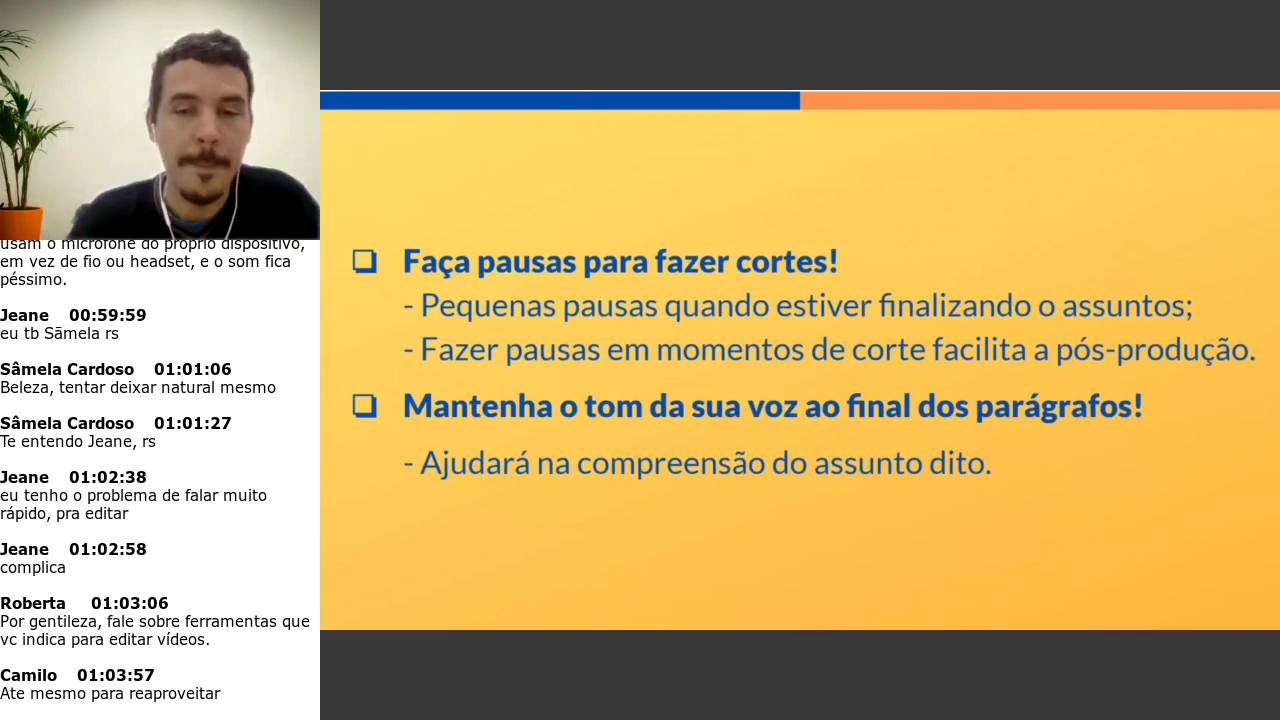 usam o microfone do próprio dispositivo,
em vez de fio ou headset, e o som fica
péssimo.
Jeane 00:59:59
eu tb Sãmela rs
Sâmela Cardoso 01:01:06
Beleza, tentar deixar natural mesmo
Sâmela Cardoso 01:01:27
Te entendo Jeane, rs
Jeane 01:02:38
eu tenho o problema de falar muito
rápido, pra editar
Jeane 01:02:58
complica
Roberta 01:03:06
Por gentileza, fale sobre ferramentas que
vc indica para editar vídeos.
Camilo 01:03:57
Ate mesmo para reaproveitar
❏ Faça pausas para fazer cortes!
- Pequenas pausas quando estiver finalizando o assuntos;
- Fazer pausas em momentos de corte facilita a pós-produção.
❏ Mantenha o tom da sua voz ao final dos parágrafos!
- Ajudará na compreensão do assunto dito.